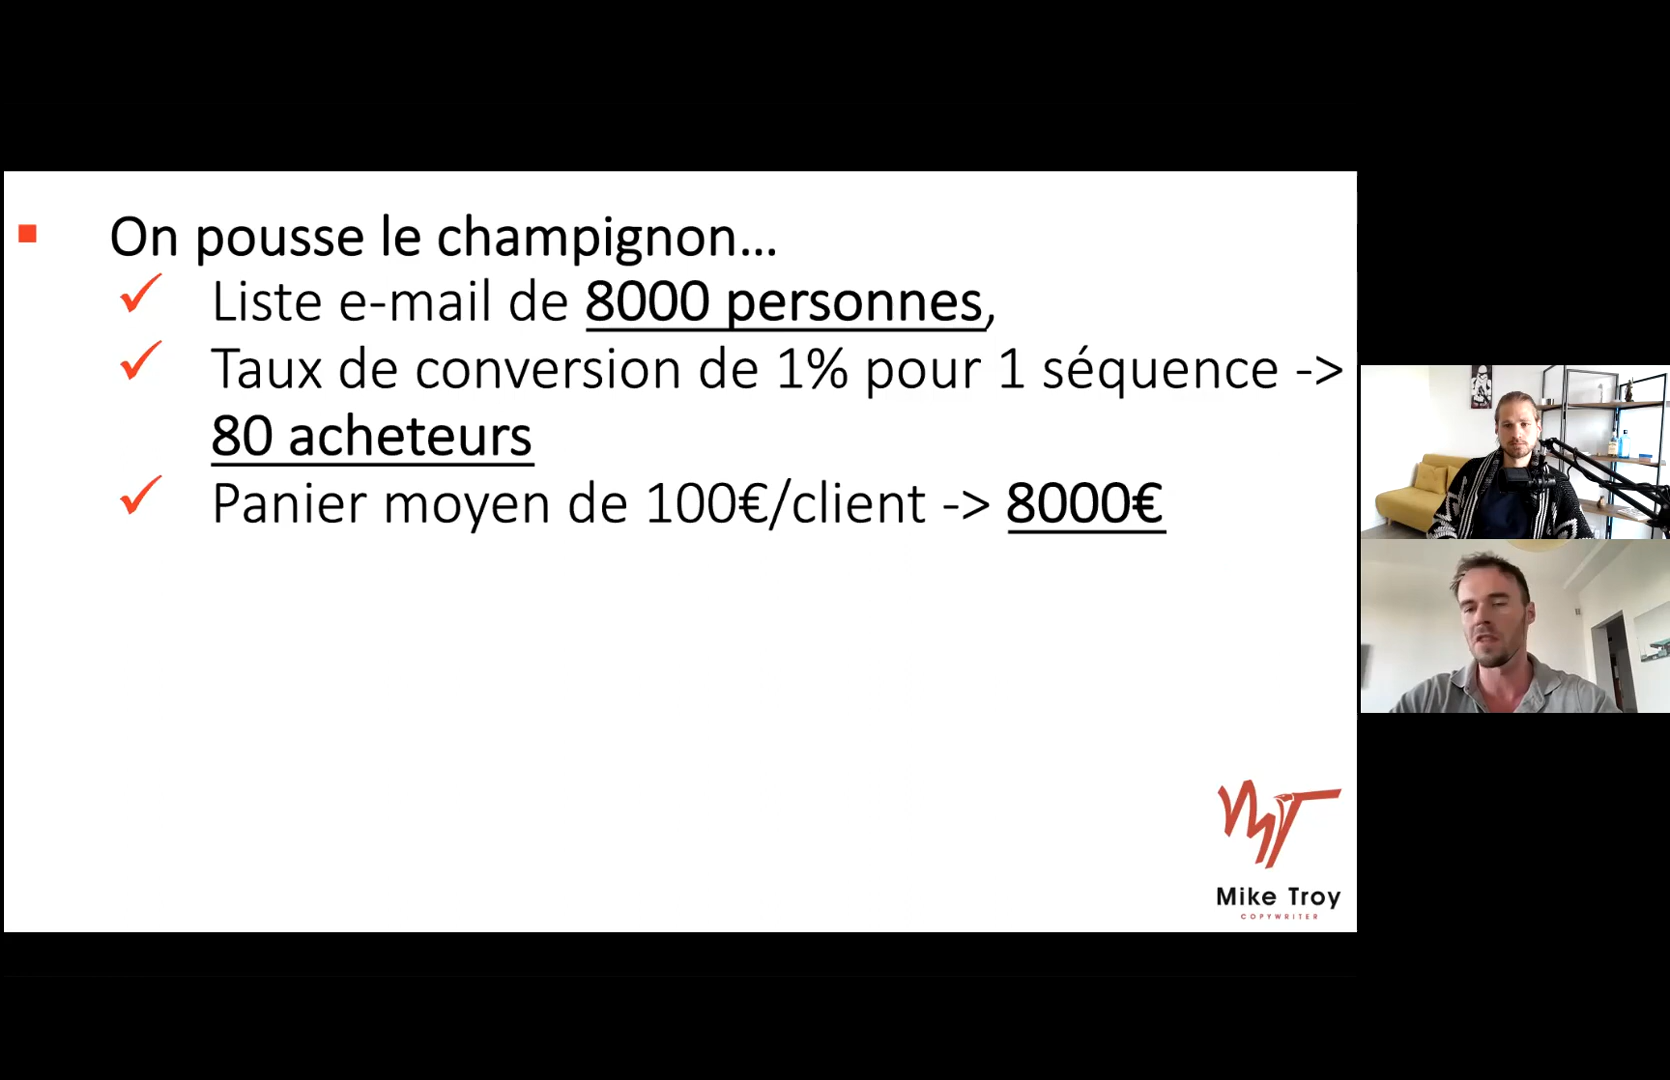 On pousse le champignon...
Liste e-mail de 8000 personnes,
Taux de conversion de 1% pour 1 séquence ->
80 acheteurs
Panier moyen de 100€/client -> 8000€
Mike Troy
COPYWRITER